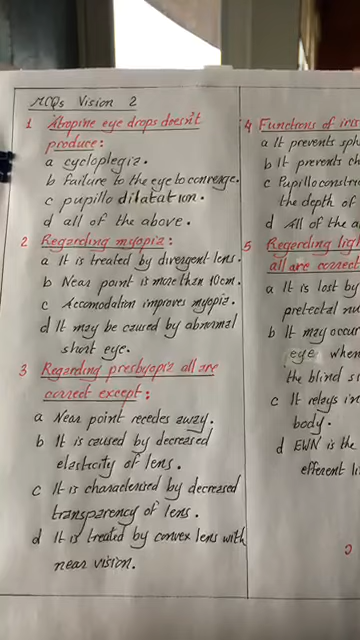 MCQs Vision 2
1 Atropine eye drops doesn't
produce:
a cycloplegia.
b Failure to the eye to converge.
c pupillo dilatation.
d all of the above.
2 Regarding myopia:
a It is treated by divergent lens.
b Near point is more than 10cm.
c Accomodation improves myopia.
d It may be caused by abnormal
short eye.
3 Regarding presbyopia all are
correct except:
a Near point recedes away.
b It is caused by decreased
elasticity of lens.
c It is characterised by decreased
transparency of lens.
d It is treated by convex lens with
near vision.
4 Functions of iris
a It prevents sph
b It prevents ch
c Pupilloconstri
the depth of
d All of the a
5 Regarding ligh
all are correct
a It is lost by
pretectal nu
b It may occur
eye when
the blind si
c It relays in
body.
d EWN is the
efferent li